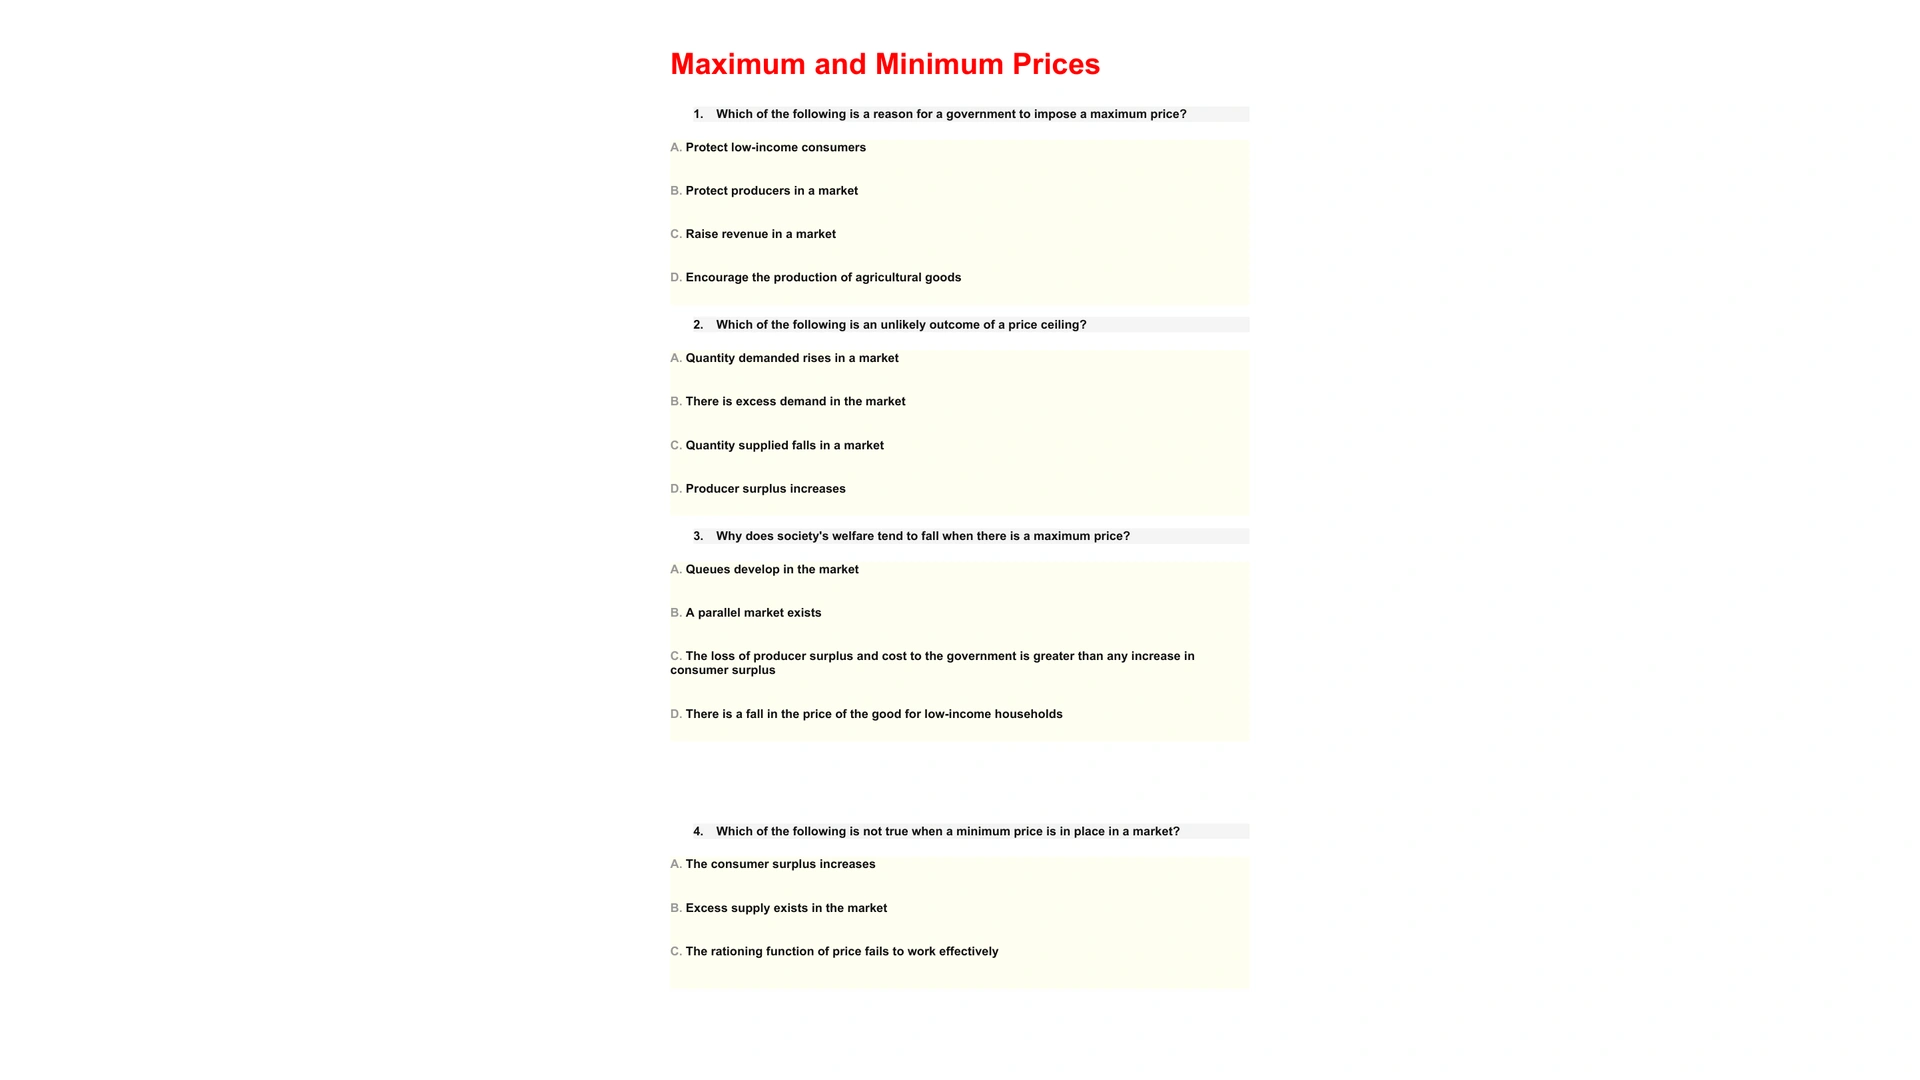 Maximum and Minimum Prices
1. Which of the following is a reason for a government to impose a maximum price?
A. Protect low-income consumers
B. Protect producers in a market
C. Raise revenue in a market
D. Encourage the production of agricultural goods
2. Which of the following is an unlikely outcome of a price ceiling?
A. Quantity demanded rises in a market
B. There is excess demand in the market
C. Quantity supplied falls in a market
D. Producer surplus increases
3. Why does society's welfare tend to fall when there is a maximum price?
A. Queues develop in the market
B. A parallel market exists
C. The loss of producer surplus and cost to the government is greater than any increase in
consumer surplus
D. There is a fall in the price of the good for low-income households
4. Which of the following is not true when a minimum price is in place in a market?
A. The consumer surplus increases
B. Excess supply exists in the market
C. The rationing function of price fails to work effectively